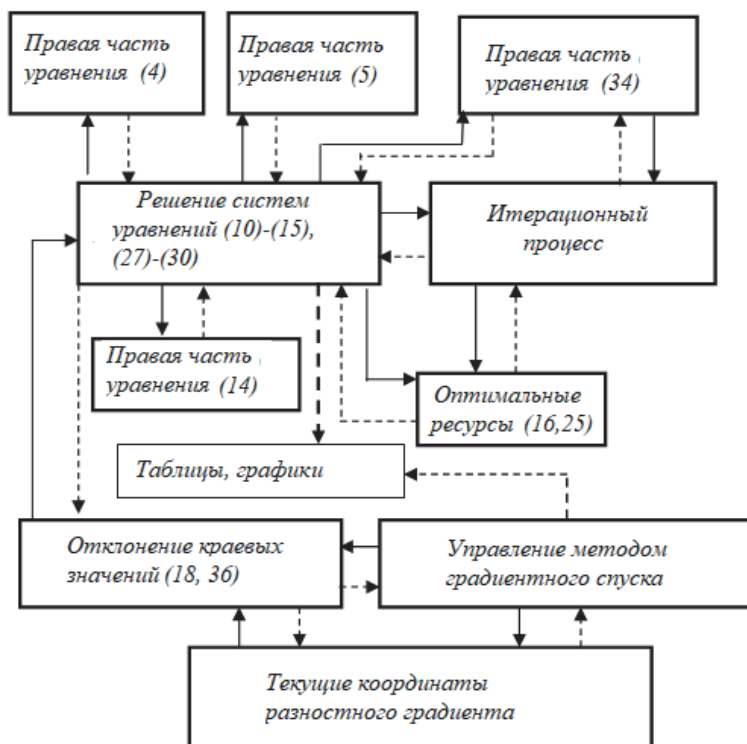 Правая часть
уравнения (4)
Правая часть
уравнения (5)
Правая часть
уравнения (34)
Решение систем
уравнений (10)-(15),
(27)-(30)
Итерационный
процесс
Правая часть
уравнения (14)
Оптимальные
ресурсы (16,25)
Таблицы, графики
Отклонение краевых
значений (18, 36)
Управление методом
градиентного спуска
Текущие координаты
разностного градиента